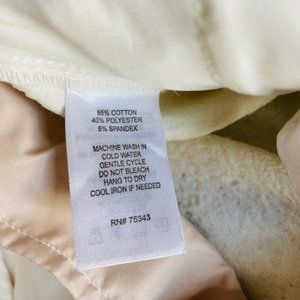 55% COTTON
40% POLYESTER
5% SPANDEX
MACHINE WASH IN
COLD WATER
GENTLE CYCLE
DO NOT BLEACH
HANG TO DRY
COOL IRON IF NEEDED
RN# 75343